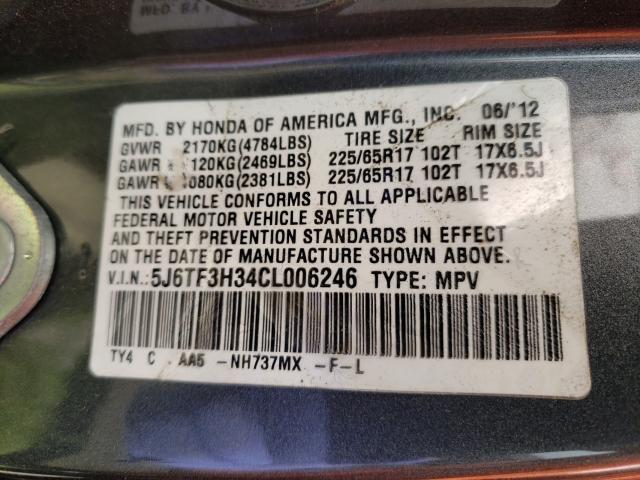 MFD. BY HONDA OF AMERICA MFG., INC. 06/'12
GVWR 2170KG(4784LBS) TIRE SIZE RIM SIZE
GAWR 120KG(2469LBS) 225/65R17 102T 17X6.5J
GAWR 080KG(2381LBS) 225/65R17 102T 17X6.5J
THIS VEHICLE CONFORMS TO ALL APPLICABLE
FEDERAL MOTOR VEHICLE SAFETY
AND THEFT PREVENTION STANDARDS IN EFFECT
ON THE DATE OF MANUFACTURE SHOWN ABOVE.
V.I.N.:5J6TF3H34CL006246 TYPE: MPV
TY4 C AA5 -NH737MX -F-L